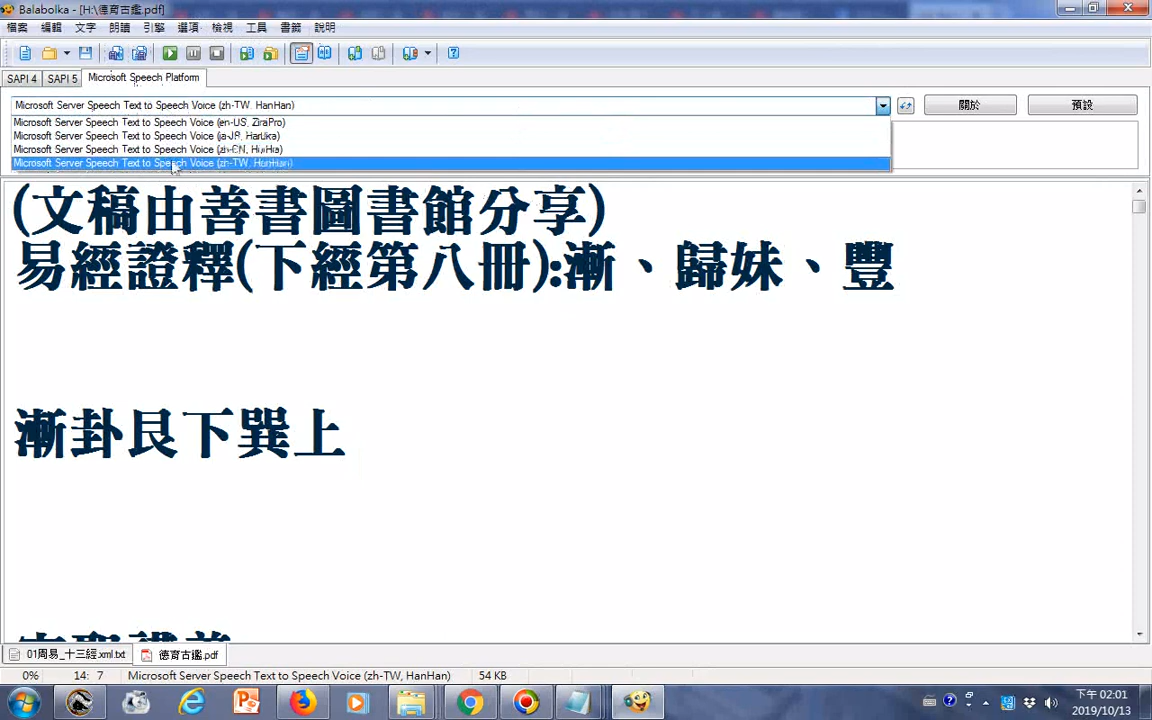 Balabolka - [H:\德育古鑑.pdf]
檔案 編輯 文字 朗讀 引擎 選項 檢視 工具 書籤 說明
SAPI 4 SAPI 5 Microsoft Speech Platform
Microsoft Server Speech Text to Speech Voice (zh-TW, HanHan) 關於 預設
Microsoft Server Speech Text to Speech Voice (en-US, ZiraPro)
Microsoft Server Speech Text to Speech Voice (ja-JP, Haruka)
Microsoft Server Speech Text to Speech Voice (zh-CN, HuiHui)
Microsoft Server Speech Text to Speech Voice (zh-TW, HanHan)
(文稿由善書圖書館分享)
易經證釋(下經第八冊):漸、歸妹、豐
漸卦艮下巽上
01周易_十三經.xml.txt 德育古鑑.pdf
0% 14: 7 Microsoft Server Speech Text to Speech Voice (zh-TW, HanHan) 54 KB
下午 02:01
2019/10/13